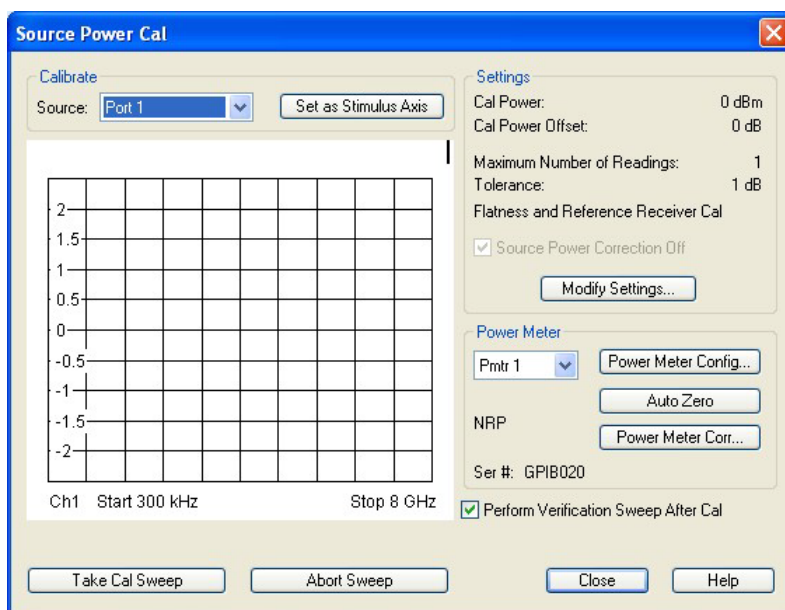 Source Power Cal
Calibrate
Source: Port 1 Set as Stimulus Axis
2
1.5
1
0.5
0
-0.5
-1
-1.5
-2
Ch1 Start 300 kHz Stop 8 GHz
Settings
Cal Power: 0 dBm
Cal Power Offset: 0 dB
Maximum Number of Readings: 1
Tolerance: 1 dB
Flatness and Reference Receiver Cal
Source Power Correction Off
Modify Settings...
Power Meter
Pmtr 1 Power Meter Config...
Auto Zero
NRP
Power Meter Corr...
Ser #: GPIB020
Perform Verification Sweep After Cal
Take Cal Sweep Abort Sweep Close Help